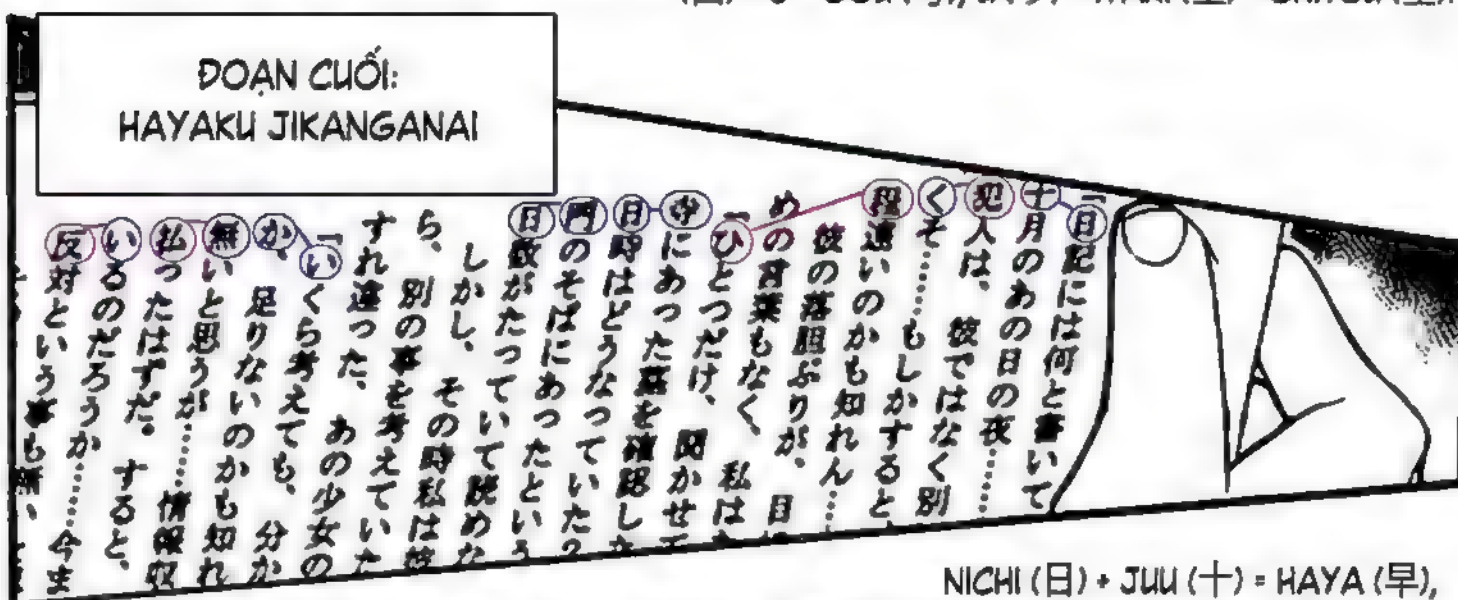 ĐOẠN CUỐI:
HAYAKU JIKANGANAI
「日記には何と書いて
十月のあの日の夜……
犯人は、彼ではなく別
くそ……もしかすると、
程遠いのかも知れん……
彼の落胆ぶりが、目
めの言葉もなく 私は
「ひとつだけ、聞かせて
寺にあった墓を確認した
日時はどうなっていた
門のそばにあったという
日数がたっていて読めた
しかし、その時私は彼
ら、別の事を考えていた
すれ違った、あの少女の
「いくら考えても、分か
か、足りないのかも知れ
無いと思うが……情報収
払ったはずだ。すると、
いるのだろうか……今ま
反対という事も無、
NICHI (日) + JUU (十) = HAYA (早),